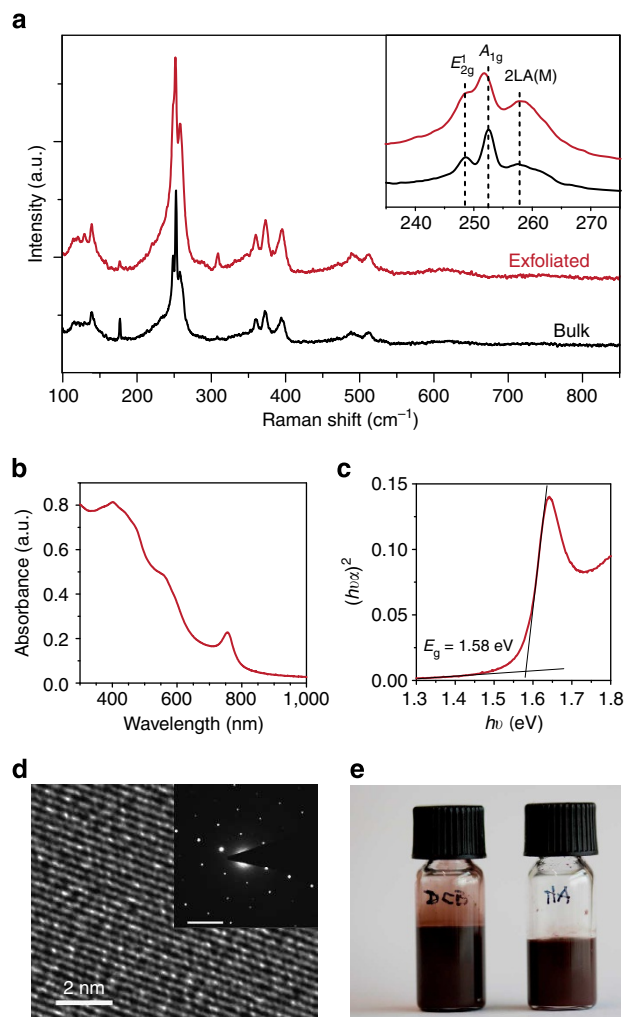 a
Intensity (a.u.)
E¹₂g
A₁g
2LA(M)
240 250 260 270
Exfoliated
Bulk
100 200 300 400 500 600 700 800
Raman shift (cm⁻¹)
b
Absorbance (a.u.)
0.8
0.6
0.4
0.2
0.0
400 600 800 1,000
Wavelength (nm)
c
(hυα)²
0.15
0.10
0.05
0.00
E_g = 1.58 eV
1.3 1.4 1.5 1.6 1.7 1.8
hυ (eV)
d
2 nm
e
DCB
NA